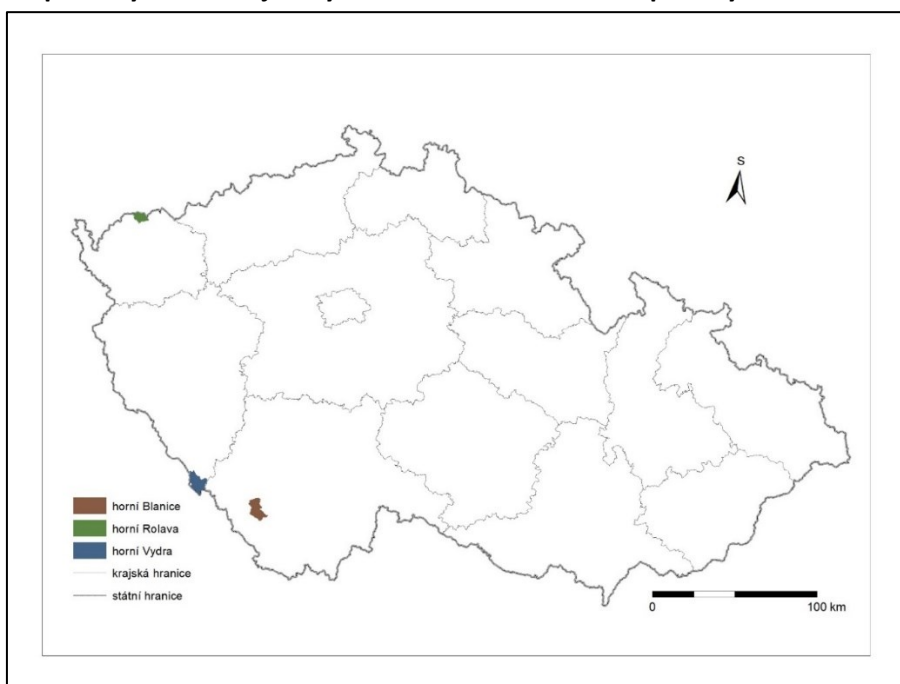 S
horní Blanice
horní Rolava
horní Vydra
krajská hranice
státní hranice
0 100 km